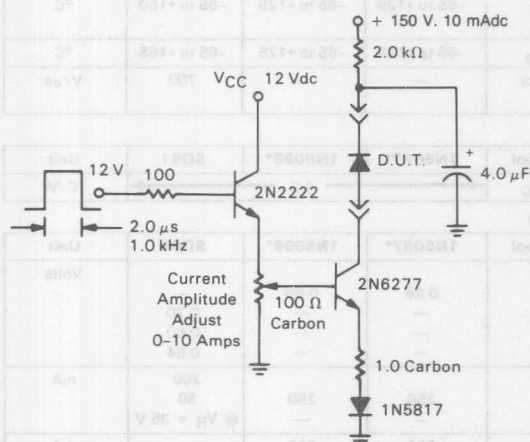 + 150 V. 10 mAdc
2.0 kΩ
VCC 12 Vdc
12 V
100
2N2222
D.U.T.
+
4.0 μF
2.0 μs
1.0 kHz
Current
Amplitude
Adjust
0–10 Amps
100 Ω
Carbon
2N6277
1.0 Carbon
1N5817